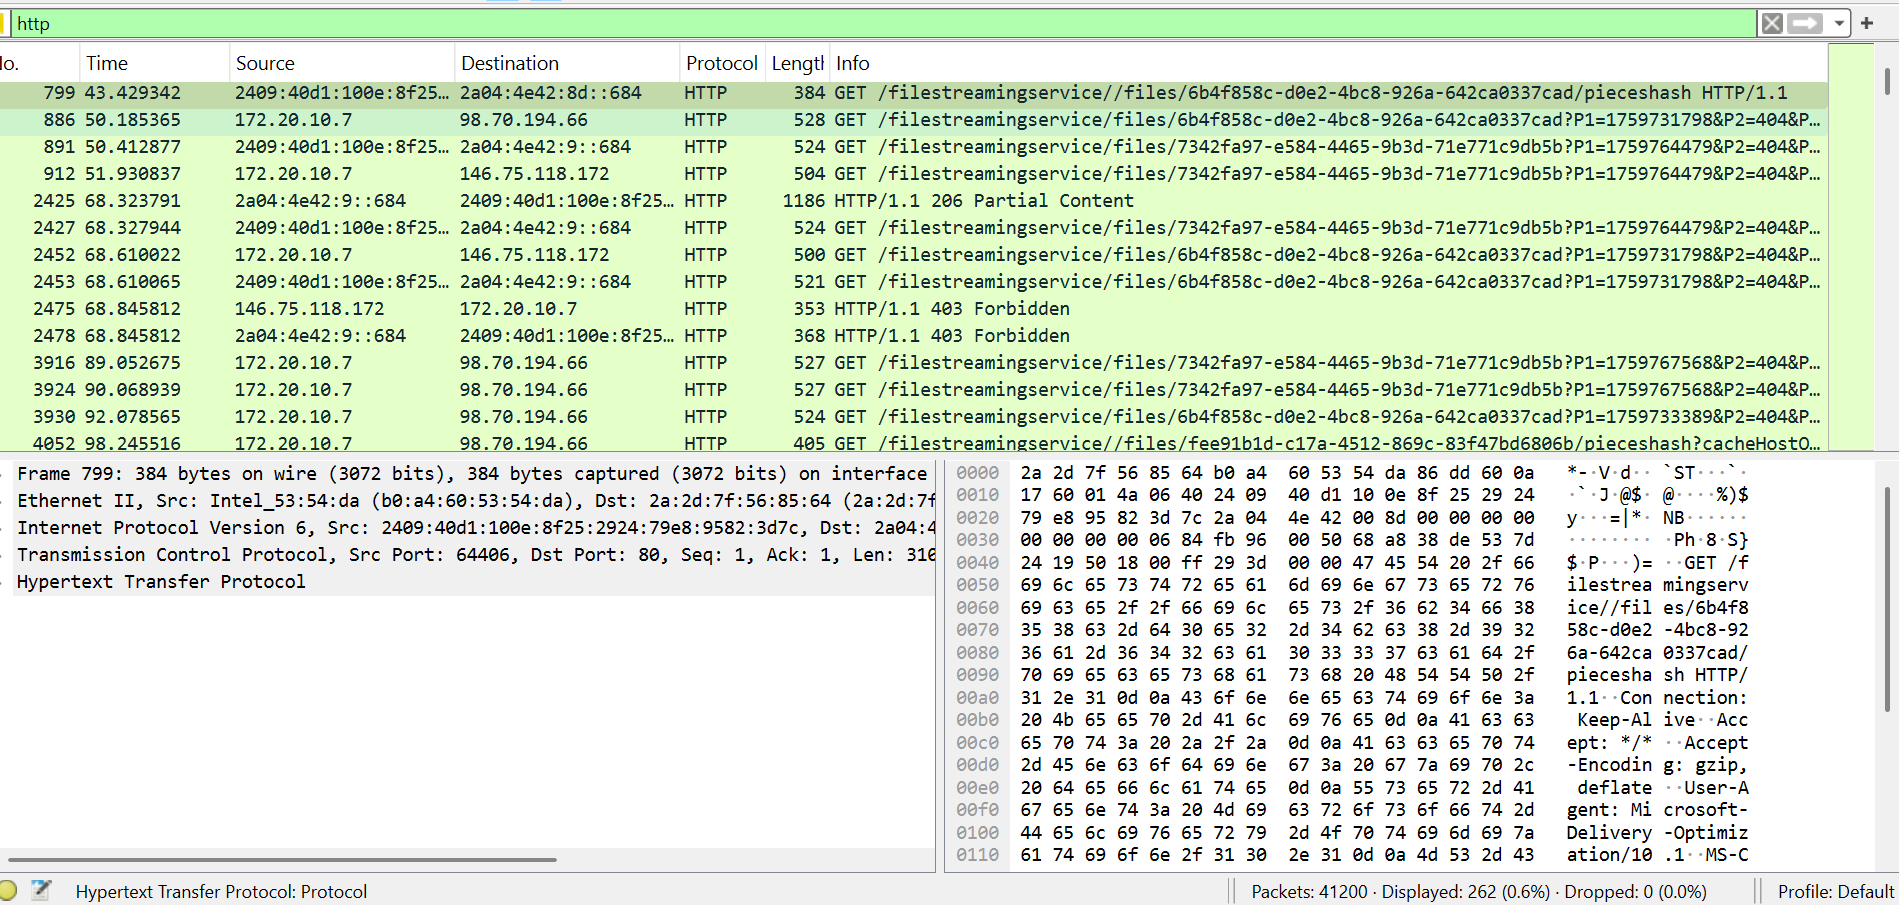 http
No. Time Source Destination Protocol Length Info
799 43.429342 2409:40d1:100e:8f25… 2a04:4e42:8d::684 HTTP 384 GET /filestreamingservice//files/6b4f858c-d0e2-4bc8-926a-642ca0337cad/pieceshash HTTP/1.1
886 50.185365 172.20.10.7 98.70.194.66 HTTP 528 GET /filestreamingservice/files/6b4f858c-d0e2-4bc8-926a-642ca0337cad?P1=1759731798&P2=404&P…
891 50.412877 2409:40d1:100e:8f25… 2a04:4e42:9::684 HTTP 524 GET /filestreamingservice/files/7342fa97-e584-4465-9b3d-71e771c9db5b?P1=1759764479&P2=404&P…
912 51.930837 172.20.10.7 146.75.118.172 HTTP 504 GET /filestreamingservice/files/7342fa97-e584-4465-9b3d-71e771c9db5b?P1=1759764479&P2=404&P…
2425 68.323791 2a04:4e42:9::684 2409:40d1:100e:8f25… HTTP 1186 HTTP/1.1 206 Partial Content
2427 68.327944 2409:40d1:100e:8f25… 2a04:4e42:9::684 HTTP 524 GET /filestreamingservice/files/7342fa97-e584-4465-9b3d-71e771c9db5b?P1=1759764479&P2=404&P…
2452 68.610022 172.20.10.7 146.75.118.172 HTTP 500 GET /filestreamingservice/files/6b4f858c-d0e2-4bc8-926a-642ca0337cad?P1=1759731798&P2=404&P…
2453 68.610065 2409:40d1:100e:8f25… 2a04:4e42:9::684 HTTP 521 GET /filestreamingservice/files/6b4f858c-d0e2-4bc8-926a-642ca0337cad?P1=1759731798&P2=404&P…
2475 68.845812 146.75.118.172 172.20.10.7 HTTP 353 HTTP/1.1 403 Forbidden
2478 68.845812 2a04:4e42:9::684 2409:40d1:100e:8f25… HTTP 368 HTTP/1.1 403 Forbidden
3916 89.052675 172.20.10.7 98.70.194.66 HTTP 527 GET /filestreamingservice/files/7342fa97-e584-4465-9b3d-71e771c9db5b?P1=1759767568&P2=404&P…
3924 90.068939 172.20.10.7 98.70.194.66 HTTP 527 GET /filestreamingservice/files/7342fa97-e584-4465-9b3d-71e771c9db5b?P1=1759767568&P2=404&P…
3930 92.078565 172.20.10.7 98.70.194.66 HTTP 524 GET /filestreamingservice/files/6b4f858c-d0e2-4bc8-926a-642ca0337cad?P1=1759733389&P2=404&P…
4052 98.245516 172.20.10.7 98.70.194.66 HTTP 405 GET /filestreamingservice//files/fee91b1d-c17a-4512-869c-83f47bd6806b/pieceshash?cacheHostO…
Frame 799: 384 bytes on wire (3072 bits), 384 bytes captured (3072 bits) on interface
Ethernet II, Src: Intel_53:54:da (b0:a4:60:53:54:da), Dst: 2a:2d:7f:56:85:64 (2a:2d:7f
Internet Protocol Version 6, Src: 2409:40d1:100e:8f25:2924:79e8:9582:3d7c, Dst: 2a04:4
Transmission Control Protocol, Src Port: 64406, Dst Port: 80, Seq: 1, Ack: 1, Len: 310
Hypertext Transfer Protocol
0000 2a 2d 7f 56 85 64 b0 a4 60 53 54 da 86 dd 60 0a *-·V·d·· `ST···`·
0010 17 60 01 4a 06 40 24 09 40 d1 10 0e 8f 25 29 24 ·`·J·@$· @····%)$
0020 79 e8 95 82 3d 7c 2a 04 4e 42 00 8d 00 00 00 00 y···=|*· NB······
0030 00 00 00 00 06 84 fb 96 00 50 68 a8 38 de 53 7d ········ ·Ph·8·S}
0040 24 19 50 18 00 ff 29 3d 00 00 47 45 54 20 2f 66 $·P···)= ··GET /f
0050 69 6c 65 73 74 72 65 61 6d 69 6e 67 73 65 72 76 ilestrea mingserv
0060 69 63 65 2f 2f 66 69 6c 65 73 2f 36 62 34 66 38 ice//fil es/6b4f8
0070 35 38 63 2d 64 30 65 32 2d 34 62 63 38 2d 39 32 58c-d0e2 -4bc8-92
0080 36 61 2d 36 34 32 63 61 30 33 33 37 63 61 64 2f 6a-642ca 0337cad/
0090 70 69 65 63 65 73 68 61 73 68 20 48 54 54 50 2f piecesha sh HTTP/
00a0 31 2e 31 0d 0a 43 6f 6e 6e 65 63 74 69 6f 6e 3a 1.1··Con nection:
00b0 20 4b 65 65 70 2d 41 6c 69 76 65 0d 0a 41 63 63 Keep-Al ive··Acc
00c0 65 70 74 3a 20 2a 2f 2a 0d 0a 41 63 63 65 70 74 ept: */* ··Accept
00d0 2d 45 6e 63 6f 64 69 6e 67 3a 20 67 7a 69 70 2c -Encodin g: gzip,
00e0 20 64 65 66 6c 61 74 65 0d 0a 55 73 65 72 2d 41 deflate ··User-A
00f0 67 65 6e 74 3a 20 4d 69 63 72 6f 73 6f 66 74 2d gent: Mi crosoft-
0100 44 65 6c 69 76 65 72 79 2d 4f 70 74 69 6d 69 7a Delivery -Optimiz
0110 61 74 69 6f 6e 2f 31 30 2e 31 0d 0a 4d 53 2d 43 ation/10 .1··MS-C
Hypertext Transfer Protocol: Protocol Packets: 41200 · Displayed: 262 (0.6%) · Dropped: 0 (0.0%) Profile: Default